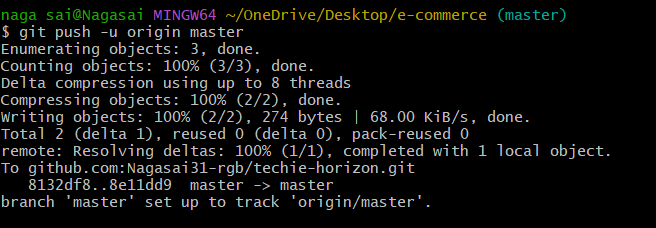 naga sai@Nagasai MINGW64 ~/OneDrive/Desktop/e-commerce (master)
$ git push -u origin master
Enumerating objects: 3, done.
Counting objects: 100% (3/3), done.
Delta compression using up to 8 threads
Compressing objects: 100% (2/2), done.
Writing objects: 100% (2/2), 274 bytes | 68.00 KiB/s, done.
Total 2 (delta 1), reused 0 (delta 0), pack-reused 0
remote: Resolving deltas: 100% (1/1), completed with 1 local object.
To github.com:Nagasai31-rgb/techie-horizon.git
   8132df8..8e11dd9  master -> master
branch 'master' set up to track 'origin/master'.